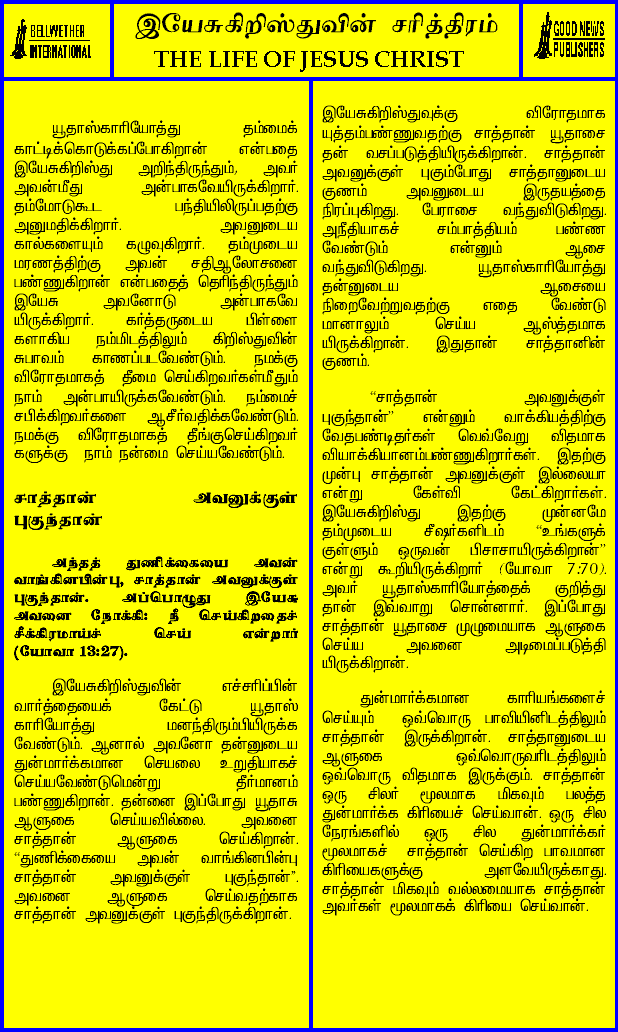 BELLWETHER
INTERNATIONAL
இயேசுகிறிஸ்துவின் சரித்திரம்
THE LIFE OF JESUS CHRIST
GOOD NEWS
PUBLISHERS
யூதாஸ்காரியோத்து தம்மைக்
காட்டிக்கொடுக்கப்போகிறான் என்பதை
இயேசுகிறிஸ்து அறிந்திருந்தும், அவர்
அவன்மீது அன்பாகவேயிருக்கிறார்.
தம்மோடுகூட பந்தியிலிருப்பதற்கு
அனுமதிக்கிறார். அவனுடைய
கால்களையும் கழுவுகிறார். தம்முடைய
மரணத்திற்கு அவன் சதிஆலோசனை
பண்ணுகிறான் என்பதைத் தெரிந்திருந்தும்
இயேசு அவனோடு அன்பாகவே
யிருக்கிறார். கர்த்தருடைய பிள்ளை
களாகிய நம்மிடத்திலும் கிறிஸ்துவின்
சுபாவம் காணப்படவேண்டும். நமக்கு
விரோதமாகத் தீமை செய்கிறவர்கள்மீதும்
நாம் அன்பாயிருக்கவேண்டும். நம்மைச்
சபிக்கிறவர்களை ஆசீர்வதிக்கவேண்டும்.
நமக்கு விரோதமாகத் தீங்குசெய்கிறவர்
களுக்கு நாம் நன்மை செய்யவேண்டும்.
சாத்தான் அவனுக்குள்
புகுந்தான்
அந்தத் துணிக்கையை அவன்
வாங்கினபின்பு, சாத்தான் அவனுக்குள்
புகுந்தான். அப்பொழுது இயேசு
அவனை நோக்கி: நீ செய்கிறதைச்
சீக்கிரமாய்ச் செய் என்றார்
(யோவா 13:27).
இயேசுகிறிஸ்துவின் எச்சரிப்பின்
வார்த்தையைக் கேட்டு யூதாஸ்
காரியோத்து மனந்திரும்பியிருக்க
வேண்டும். ஆனால் அவனோ தன்னுடைய
துன்மார்க்கமான செயலை உறுதியாகச்
செய்யவேண்டுமென்று தீர்மானம்
பண்ணுகிறான். தன்னை இப்போது யூதாசு
ஆளுகை செய்யவில்லை. அவனை
சாத்தான் ஆளுகை செய்கிறான்.
“துணிக்கையை அவன் வாங்கினபின்பு
சாத்தான் அவனுக்குள் புகுந்தான்”.
அவனை ஆளுகை செய்வதற்காக
சாத்தான் அவனுக்குள் புகுந்திருக்கிறான்.
இயேசுகிறிஸ்துவுக்கு விரோதமாக
யுத்தம்பண்ணுவதற்கு சாத்தான் யூதாசை
தன் வசப்படுத்தியிருக்கிறான். சாத்தான்
அவனுக்குள் புகும்போது சாத்தானுடைய
குணம் அவனுடைய இருதயத்தை
நிரப்புகிறது. பேராசை வந்துவிடுகிறது.
அநீதியாகச் சம்பாத்தியம் பண்ண
வேண்டும் என்னும் ஆசை
வந்துவிடுகிறது. யூதாஸ்காரியோத்து
தன்னுடைய ஆசையை
நிறைவேற்றுவதற்கு எதை வேண்டு
மானாலும் செய்ய ஆஸ்த்தமாக
யிருக்கிறான். இதுதான் சாத்தானின்
குணம்.
“சாத்தான் அவனுக்குள்
புகுந்தான்” என்னும் வாக்கியத்திற்கு
வேதபண்டிதர்கள் வெவ்வேறு விதமாக
வியாக்கியானம்பண்ணுகிறார்கள். இதற்கு
முன்பு சாத்தான் அவனுக்குள் இல்லையா
என்று கேள்வி கேட்கிறார்கள்.
இயேசுகிறிஸ்து இதற்கு முன்னமே
தம்முடைய சீஷர்களிடம் “உங்களுக்
குள்ளும் ஒருவன் பிசாசாயிருக்கிறான்”
என்று கூறியிருக்கிறார் (யோவா 7:70).
அவர் யூதாஸ்காரியோத்தைக் குறித்து
தான் இவ்வாறு சொன்னார். இப்போது
சாத்தான் யூதாசை முழுமையாக ஆளுகை
செய்ய அவனை அடிமைப்படுத்தி
யிருக்கிறான்.
துன்மார்க்கமான காரியங்களைச்
செய்யும் ஒவ்வொரு பாவியினிடத்திலும்
சாத்தான் இருக்கிறான். சாத்தானுடைய
ஆளுகை ஒவ்வொருவரிடத்திலும்
ஒவ்வொரு விதமாக இருக்கும். சாத்தான்
ஒரு சிலர் மூலமாக மிகவும் பலத்த
துன்மார்க்க கிரியைச் செய்வான். ஒரு சில
நேரங்களில் ஒரு சில துன்மார்க்கர்
மூலமாகச் சாத்தான் செய்கிற பாவமான
கிரியைகளுக்கு அளவேயிருக்காது.
சாத்தான் மிகவும் வல்லமையாக சாத்தான்
அவர்கள் மூலமாகக் கிரியை செய்வான்.